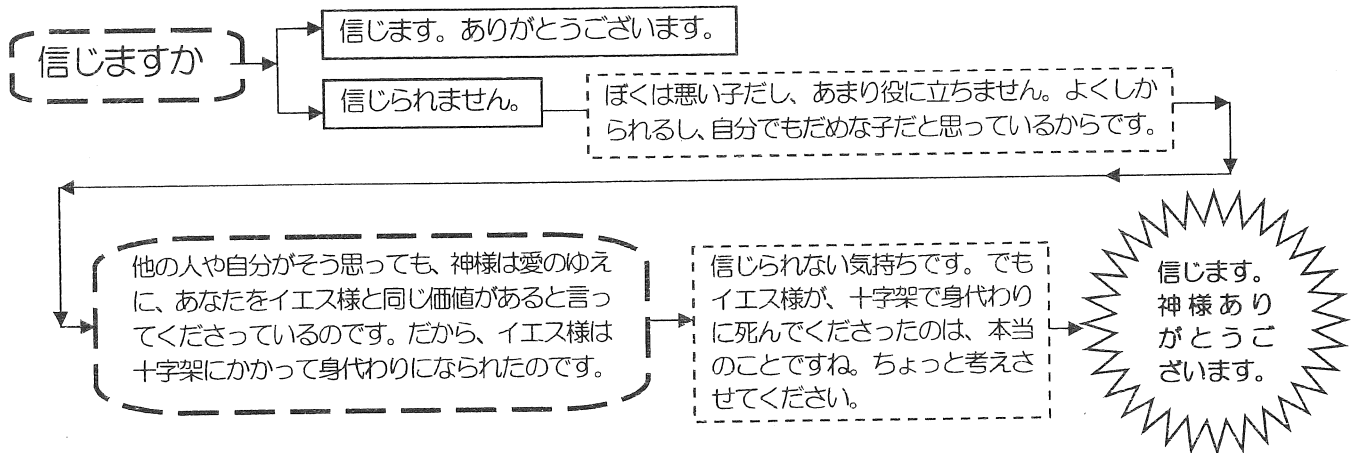 信じますか
信じます。ありがとうございます。
信じられません。
ぼくは悪い子だし、あまり役に立ちません。よくしか
られるし、自分でもだめな子だと思っているからです。
他の人や自分がそう思っても、神様は愛のゆえ
に、あなたをイエス様と同じ価値があると言っ
てくださっているのです。だから、イエス様は
十字架にかかって身代わりになられたのです。
信じられない気持ちです。でも
イエス様が、十字架で身代わり
に死んでくださったのは、本当
のことですね。ちょっと考えさ
せてください。
信じます。
神様あり
がとうご
ざいます。